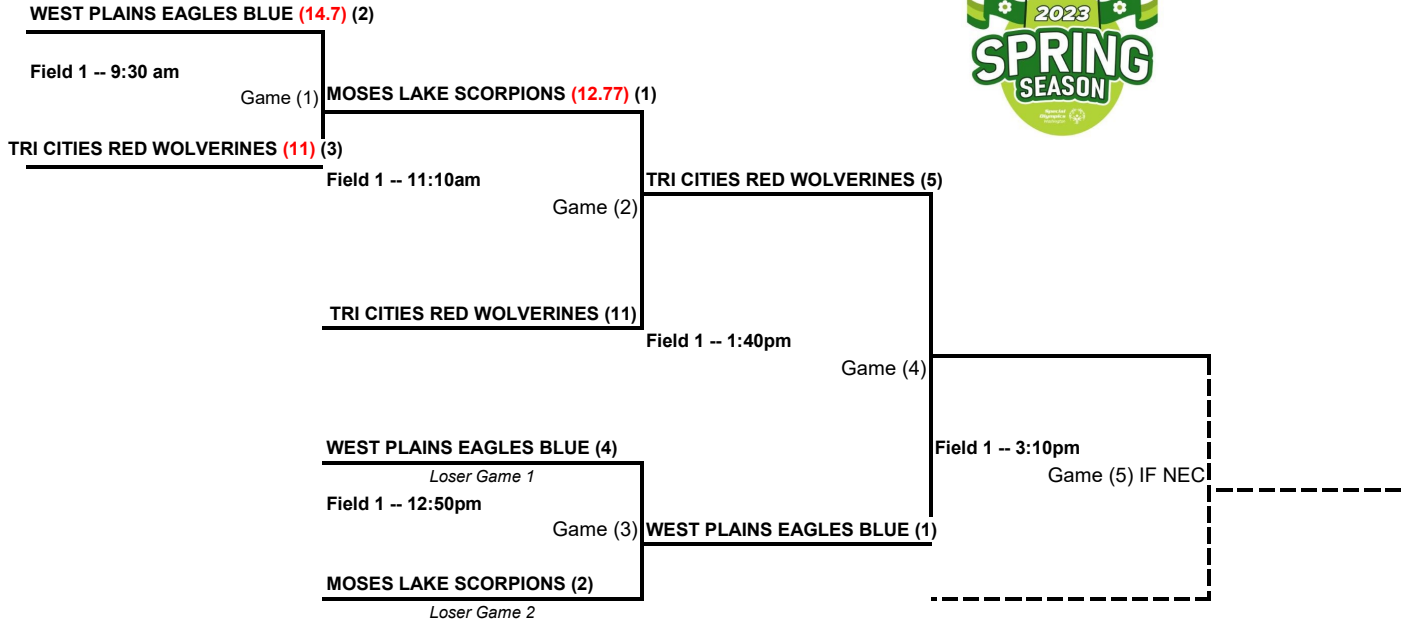 WEST PLAINS EAGLES BLUE (14.7) (2)
2023
SPRING
SEASON
Special
Olympics
Washington
Field 1 -- 9:30 am
Game (1)
MOSES LAKE SCORPIONS (12.77) (1)
TRI CITIES RED WOLVERINES (11) (3)
Field 1 -- 11:10am
TRI CITIES RED WOLVERINES (5)
Game (2)
TRI CITIES RED WOLVERINES (11)
Field 1 -- 1:40pm
Game (4)
WEST PLAINS EAGLES BLUE (4)
Loser Game 1
Field 1 -- 3:10pm
Game (5) IF NEC
Field 1 -- 12:50pm
Game (3)
WEST PLAINS EAGLES BLUE (1)
MOSES LAKE SCORPIONS (2)
Loser Game 2